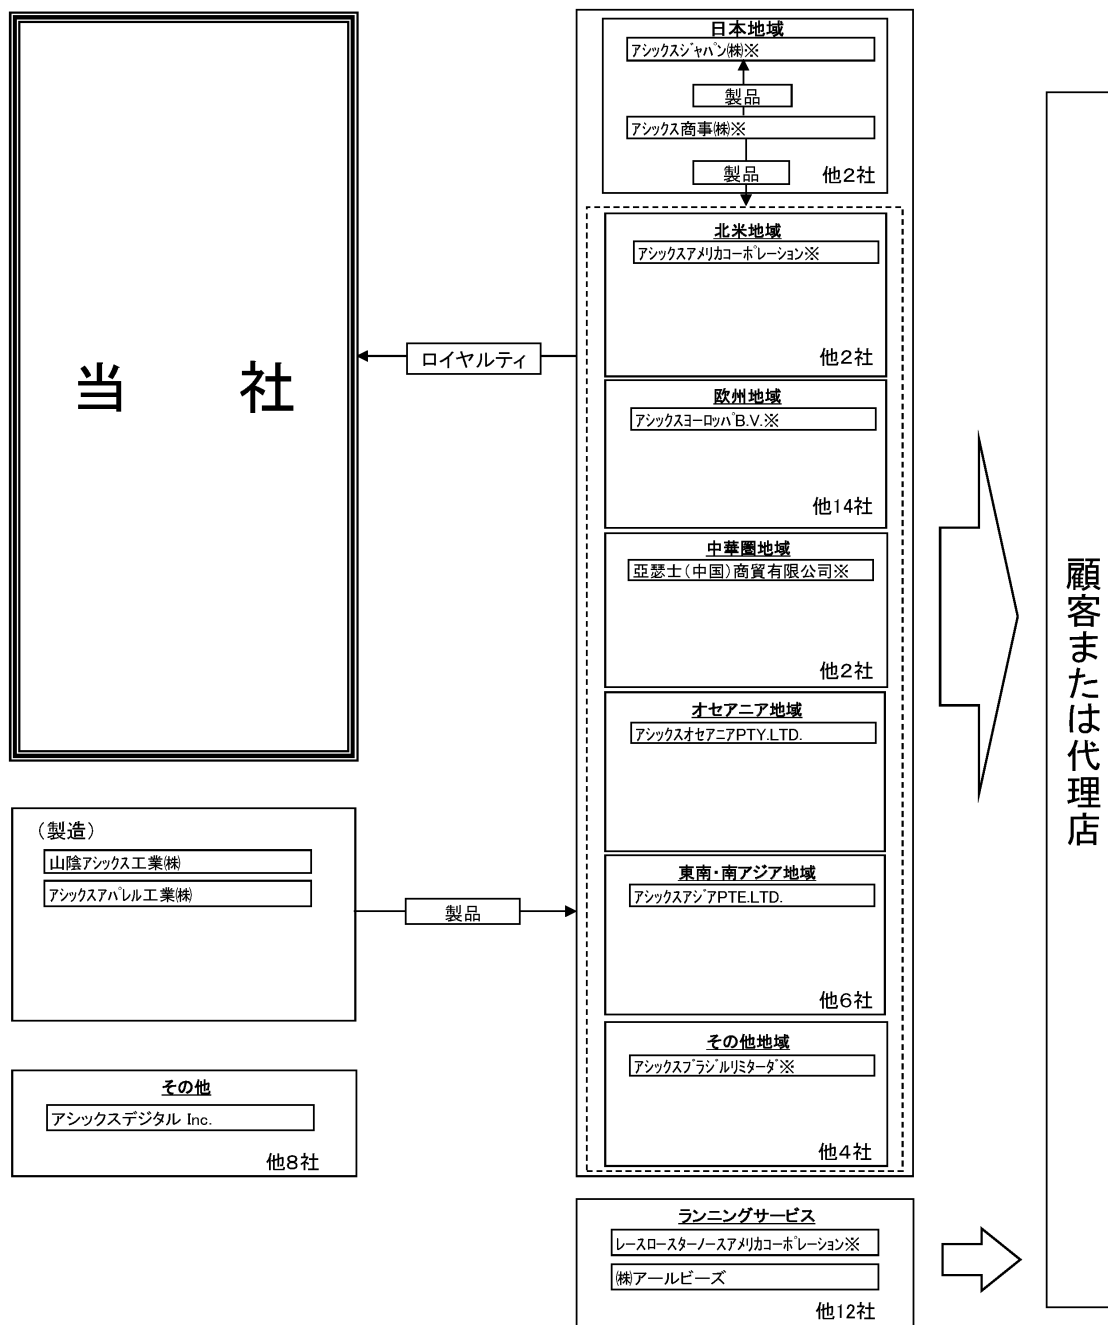 当　社
ロイヤルティ
（製造）
山陰アシックス工業㈱
アシックスアパレル工業㈱
製品
その他
アシックスデジタル Inc.
他8社
日本地域
アシックスジャパン㈱※
製品
アシックス商事㈱※
製品
他2社
北米地域
アシックスアメリカコーポレーション※
他2社
欧州地域
アシックスヨーロッパB.V.※
他14社
中華圏地域
亞瑟士（中国）商貿有限公司※
他2社
オセアニア地域
アシックスオセアニアPTY.LTD.
東南・南アジア地域
アシックスアジアPTE.LTD.
他6社
その他地域
アシックスブラジルリミターダ※
他4社
ランニングサービス
レースロースターノースアメリカコーポレーション※
㈱アールビーズ
他12社
顧客または代理店